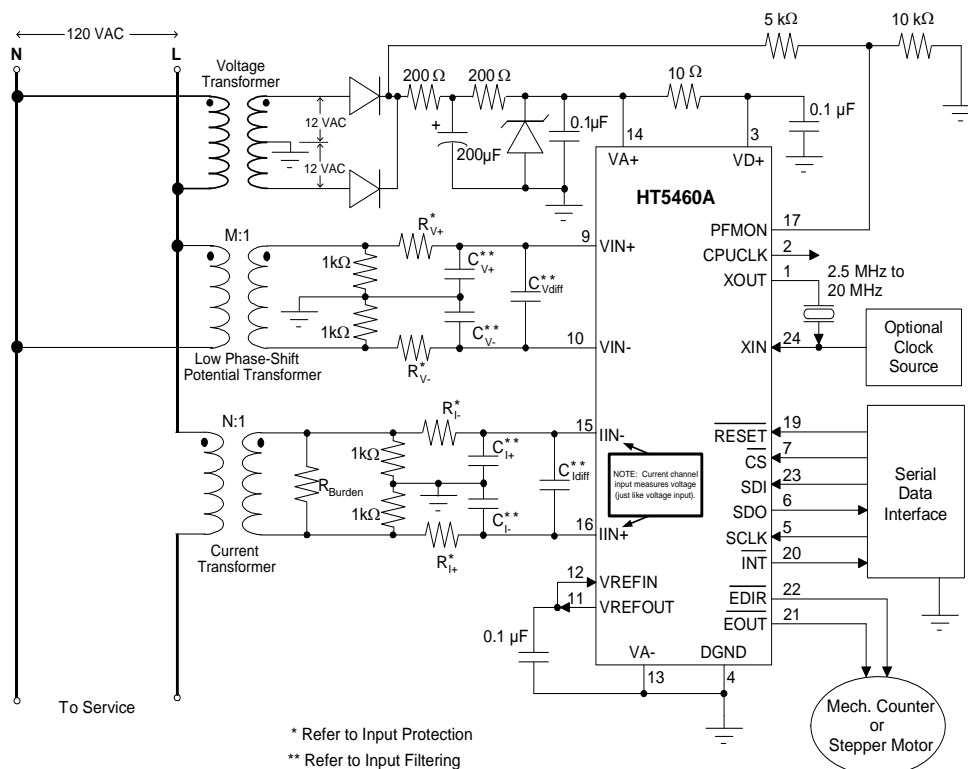 120 VAC
N
L
Voltage
Transformer
12 VAC
12 VAC
200 Ω
200 Ω
+
200µF
0.1µF
10 Ω
5 kΩ
10 kΩ
0.1 µF
14
3
VA+
VD+
HT5460A
PFMON
17
CPUCLK
2
XOUT
1
2.5 MHz to
20 MHz
XIN
24
Optional
Clock
Source
M:1
1kΩ
1kΩ
R*V+
R*V-
C**V+
C**V-
C**Vdiff
9
VIN+
10
VIN-
Low Phase-Shift
Potential Transformer
N:1
Current
Transformer
RBurden
1kΩ
1kΩ
R*I-
R*I+
C**I+
C**I-
C**Idiff
15
IIN-
16
IIN+
NOTE: Current channel
input measures voltage
(just like voltage input).
RESET
19
CS
7
SDI
23
SDO
6
SCLK
5
INT
20
Serial
Data
Interface
EDIR
22
EOUT
21
12
VREFIN
11
VREFOUT
0.1 µF
VA-
DGND
13
4
Mech. Counter
or
Stepper Motor
To Service
* Refer to Input Protection
** Refer to Input Filtering